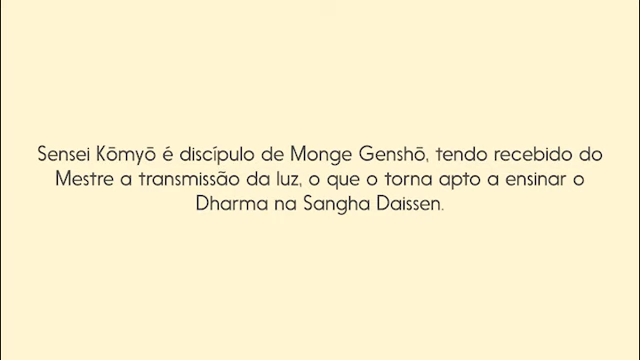 Sensei Kōmyō é discípulo de Monge Genshō, tendo recebido do
Mestre a transmissão da luz, o que o torna apto a ensinar o
Dharma na Sangha Daissen.